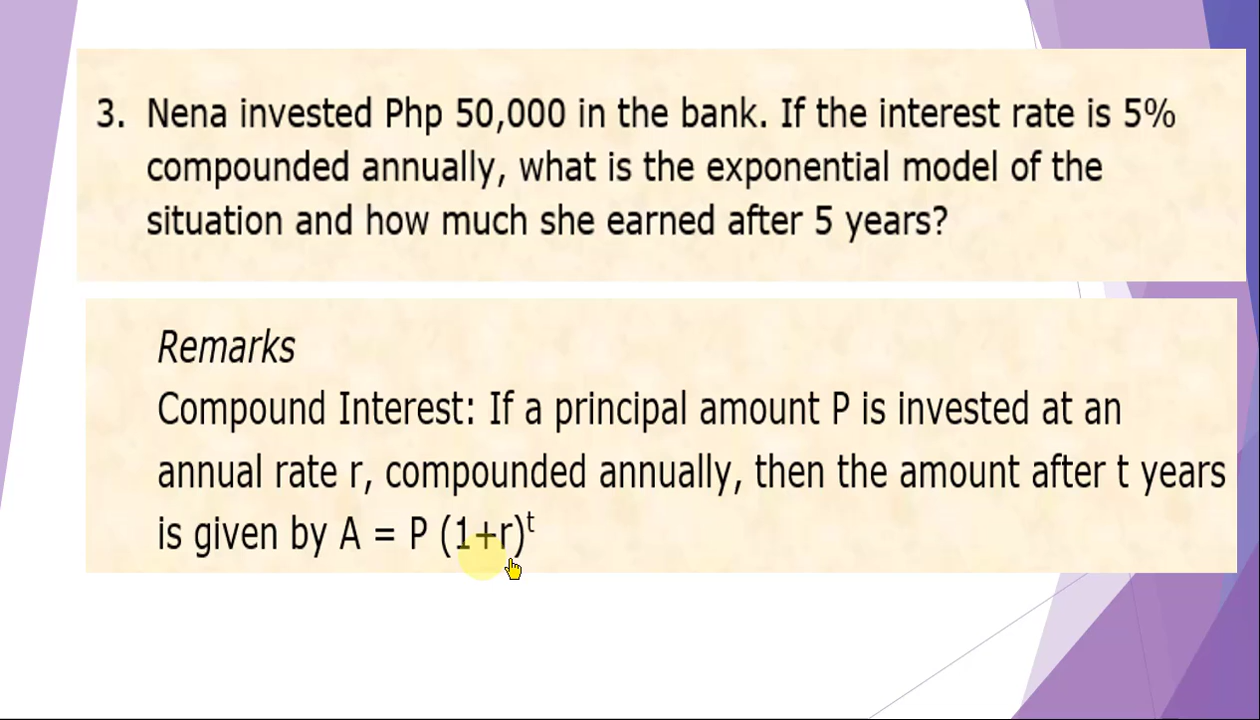 3. Nena invested Php 50,000 in the bank. If the interest rate is 5%
compounded annually, what is the exponential model of the
situation and how much she earned after 5 years?
Remarks
Compound Interest: If a principal amount P is invested at an
annual rate r, compounded annually, then the amount after t years
is given by A = P (1+r)^t